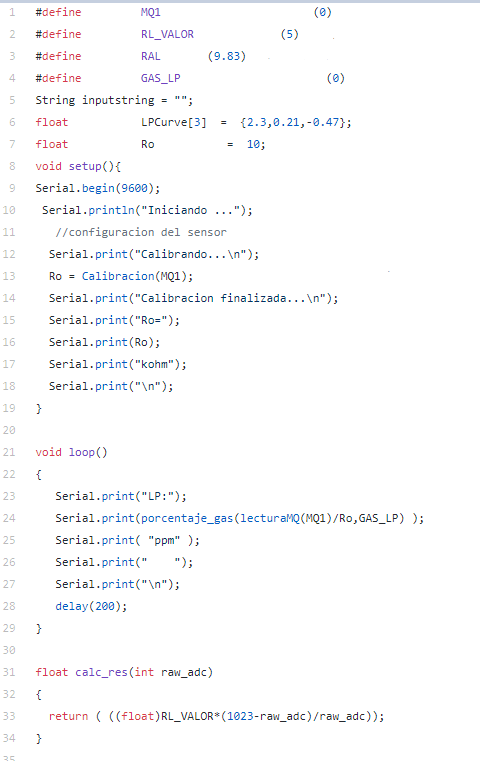 1 #define MQ1 (0)
2 #define RL_VALOR (5)
3 #define RAL (9.83)
4 #define GAS_LP (0)
5 String inputstring = "";
6 float LPCurve[3] = {2.3,0.21,-0.47};
7 float Ro = 10;
8 void setup(){
9 Serial.begin(9600);
10 Serial.println("Iniciando ...");
11 //configuracion del sensor
12 Serial.print("Calibrando...\n");
13 Ro = Calibracion(MQ1);
14 Serial.print("Calibracion finalizada...\n");
15 Serial.print("Ro=");
16 Serial.print(Ro);
17 Serial.print("kohm");
18 Serial.print("\n");
19 }
20
21 void loop()
22 {
23 Serial.print("LP:");
24 Serial.print(porcentaje_gas(lecturaMQ(MQ1)/Ro,GAS_LP) );
25 Serial.print( "ppm" );
26 Serial.print("    ");
27 Serial.print("\n");
28 delay(200);
29 }
30
31 float calc_res(int raw_adc)
32 {
33 return ( ((float)RL_VALOR*(1023-raw_adc)/raw_adc));
34 }
35